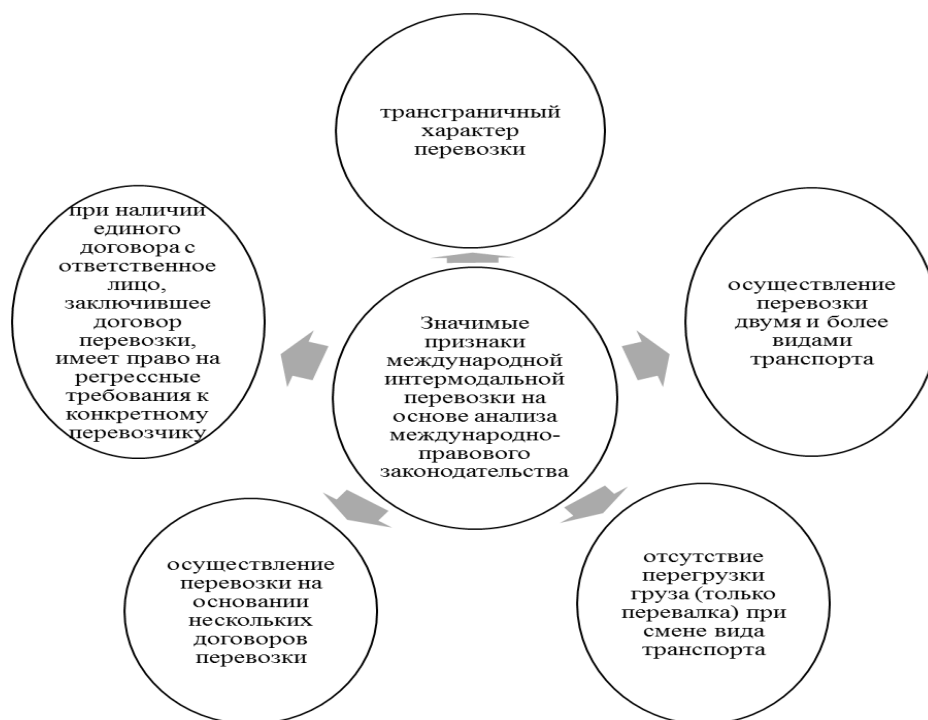 трансграничный
характер
перевозки
при наличии
единого
договора с
ответственное
лицо,
заключившее
договор
перевозки,
имеет право на
регрессные
требования к
конкретному
перевозчику
Значимые
признаки
международной
интермодальной
перевозки на
основе анализа
международно-
правового
законодательства
осуществление
перевозки
двумя и более
видами
транспорта
осуществление
перевозки на
основании
нескольких
договоров
перевозки
отсутствие
перегрузки
груза (только
перевалка) при
смене вида
транспорта